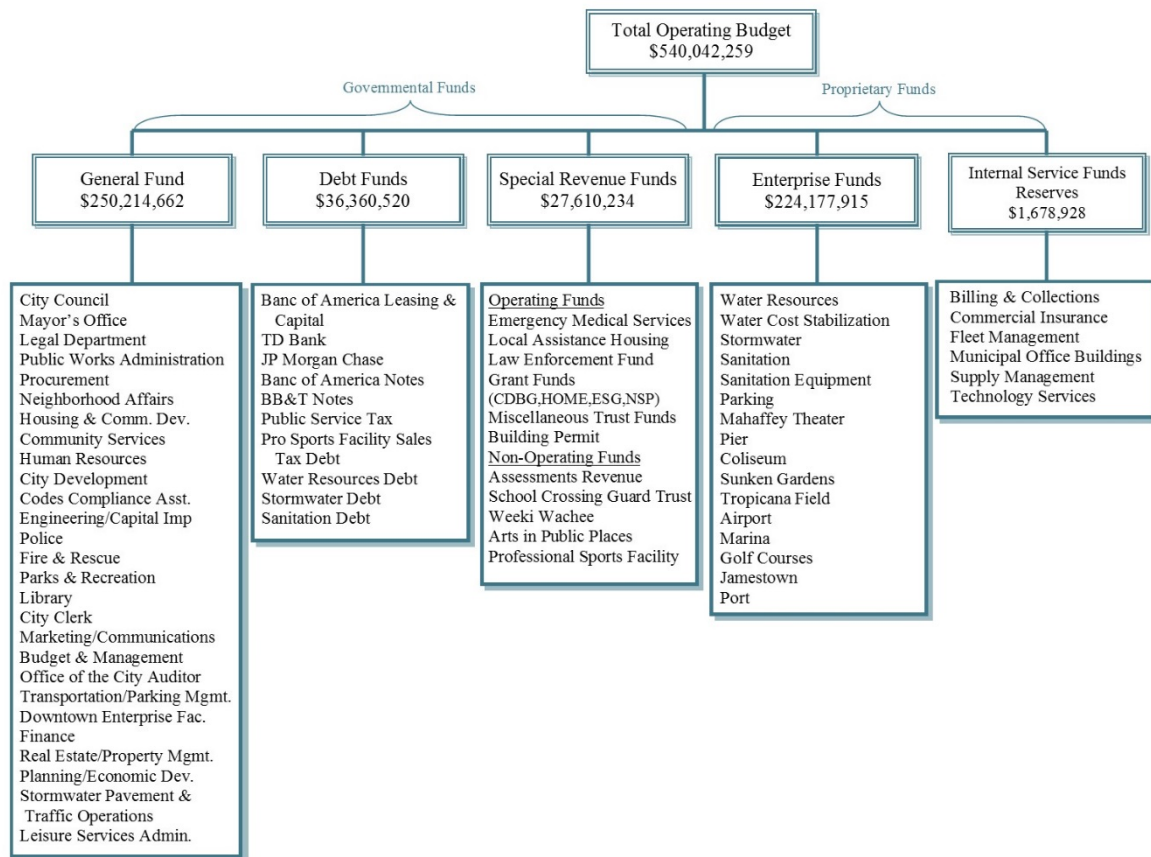 Total Operating Budget
$540,042,259
Governmental Funds
Proprietary Funds
General Fund
$250,214,662
Debt Funds
$36,360,520
Special Revenue Funds
$27,610,234
Enterprise Funds
$224,177,915
Internal Service Funds
Reserves
$1,678,928
City Council
Mayor's Office
Legal Department
Public Works Administration
Procurement
Neighborhood Affairs
Housing & Comm. Dev.
Community Services
Human Resources
City Development
Codes Compliance Asst.
Engineering/Capital Imp
Police
Fire & Rescue
Parks & Recreation
Library
City Clerk
Marketing/Communications
Budget & Management
Office of the City Auditor
Transportation/Parking Mgmt.
Downtown Enterprise Fac.
Finance
Real Estate/Property Mgmt.
Planning/Economic Dev.
Stormwater Pavement &
Traffic Operations
Leisure Services Admin.
Banc of America Leasing &
Capital
TD Bank
JP Morgan Chase
Banc of America Notes
BB&T Notes
Public Service Tax
Pro Sports Facility Sales
Tax Debt
Water Resources Debt
Stormwater Debt
Sanitation Debt
Operating Funds
Emergency Medical Services
Local Assistance Housing
Law Enforcement Fund
Grant Funds
(CDBG,HOME,ESG,NSP)
Miscellaneous Trust Funds
Building Permit
Non-Operating Funds
Assessments Revenue
School Crossing Guard Trust
Weeki Wachee
Arts in Public Places
Professional Sports Facility
Water Resources
Water Cost Stabilization
Stormwater
Sanitation
Sanitation Equipment
Parking
Mahaffey Theater
Pier
Coliseum
Sunken Gardens
Tropicana Field
Airport
Marina
Golf Courses
Jamestown
Port
Billing & Collections
Commercial Insurance
Fleet Management
Municipal Office Buildings
Supply Management
Technology Services